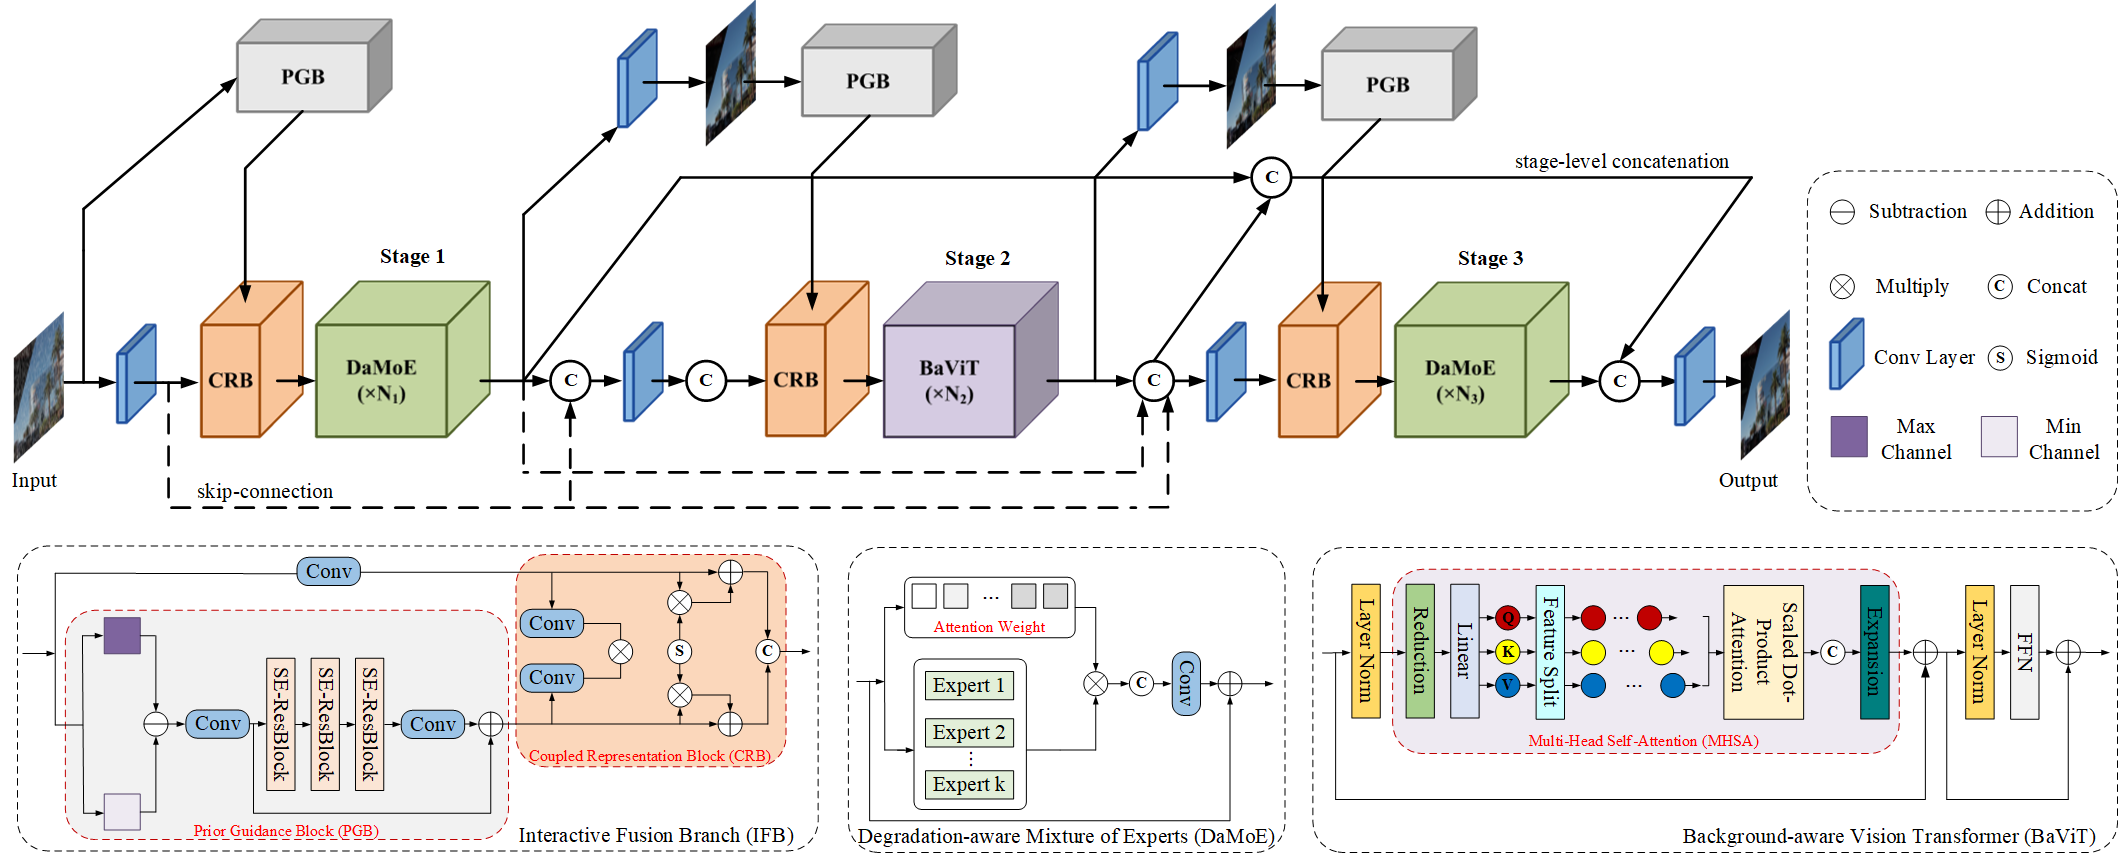 PGB
PGB
PGB
stage-level concatenation
C
Stage 1
Stage 2
Stage 3
CRB
DaMoE
(×N1)
C
C
CRB
BaViT
(×N2)
C
CRB
DaMoE
(×N3)
C
Input
skip-connection
Output
Subtraction
Addition
Multiply
C
Concat
Conv Layer
S
Sigmoid
Max
Channel
Min
Channel
Conv
Conv
Conv
S
C
Conv
SE-ResBlock
SE-ResBlock
SE-ResBlock
Conv
Coupled Representation Block (CRB)
Prior Guidance Block (PGB)
Interactive Fusion Branch (IFB)
...
Attention Weight
Expert 1
Expert 2
...
Expert k
C
Conv
Degradation-aware Mixture of Experts (DaMoE)
Layer Norm
Reduction
Linear
Q
K
V
Feature Split
...
...
...
Scaled Dot-
Product
Attention
C
Expansion
Layer Norm
FFN
Multi-Head Self-Attention (MHSA)
Background-aware Vision Transformer (BaViT)